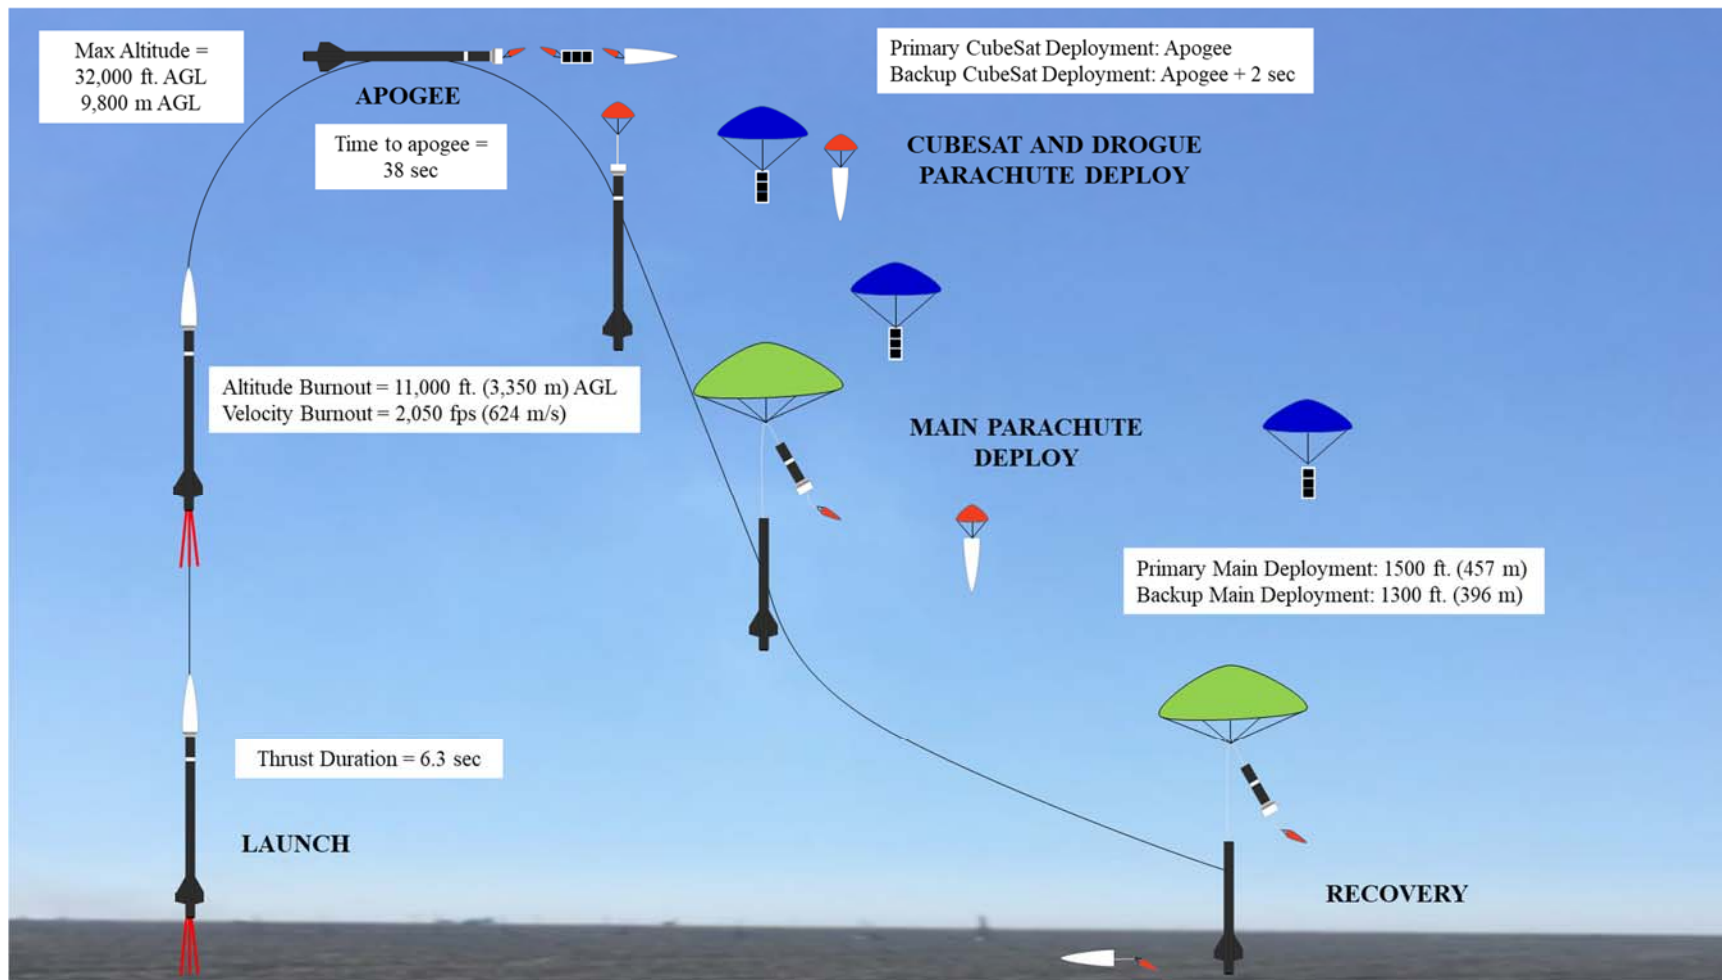 Max Altitude =
32,000 ft. AGL
9,800 m AGL
APOGEE
Time to apogee =
38 sec
Primary CubeSat Deployment: Apogee
Backup CubeSat Deployment: Apogee + 2 sec
CUBESAT AND DROGUE
PARACHUTE DEPLOY
Altitude Burnout = 11,000 ft. (3,350 m) AGL
Velocity Burnout = 2,050 fps (624 m/s)
MAIN PARACHUTE
DEPLOY
Primary Main Deployment: 1500 ft. (457 m)
Backup Main Deployment: 1300 ft. (396 m)
Thrust Duration = 6.3 sec
LAUNCH
RECOVERY